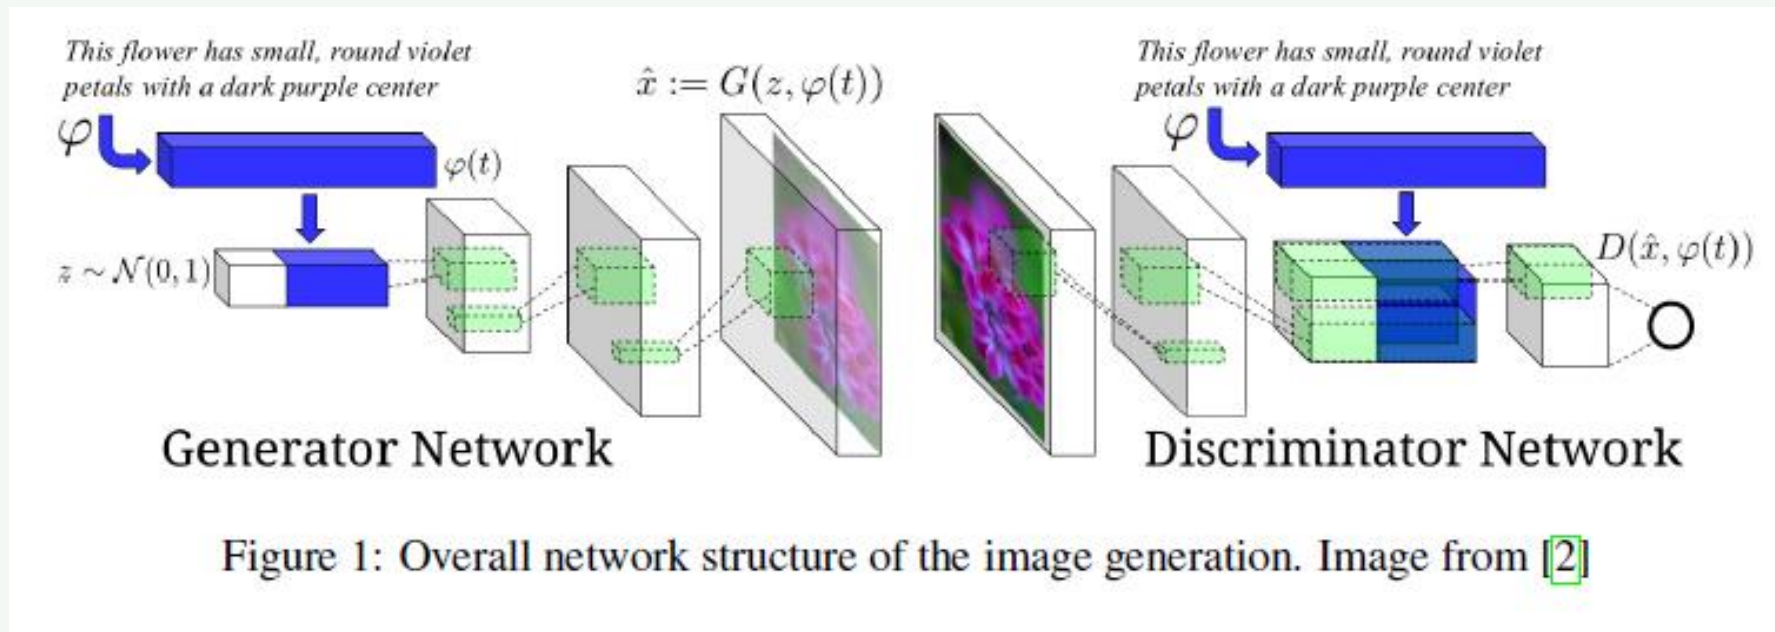 This flower has small, round violet
petals with a dark purple center
φ
φ(t)
z ~ 𝒩(0, 1)
x̂ := G(z, φ(t))
Generator Network
This flower has small, round violet
petals with a dark purple center
φ
D(x̂, φ(t))
Discriminator Network
Figure 1: Overall network structure of the image generation. Image from [2]